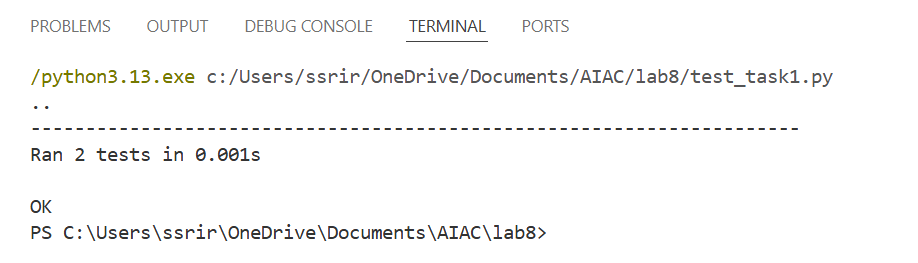 PROBLEMS OUTPUT DEBUG CONSOLE TERMINAL PORTS
/python3.13.exe c:/Users/ssrir/OneDrive/Documents/AIAC/lab8/test_task1.py
..
----------------------------------------------------------------------
Ran 2 tests in 0.001s
OK
PS C:\Users\ssrir\OneDrive\Documents\AIAC\lab8>